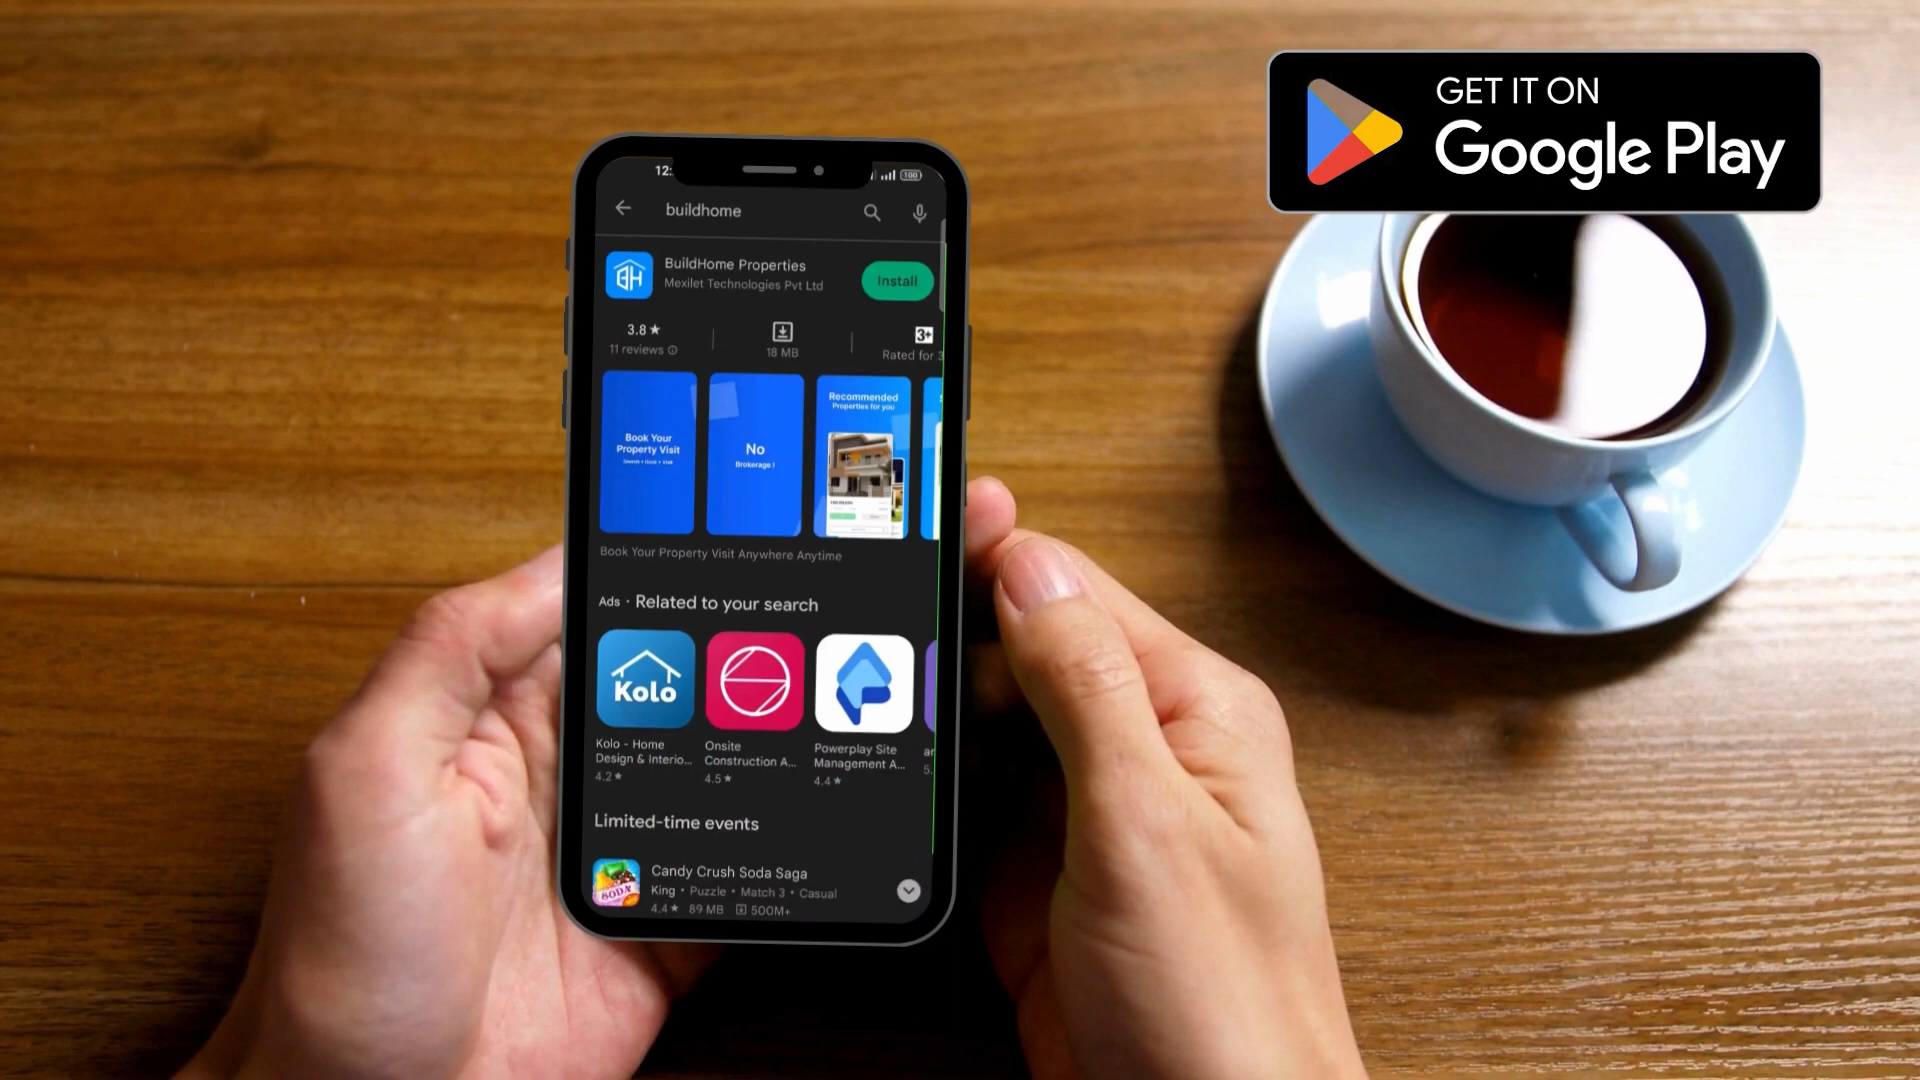 GET IT ON
Google Play
12:
100
buildhome
BH
BuildHome Properties
Mexilet Technologies Pvt Ltd
Install
3.8★
11 reviews
18 MB
3+
Rated for 3
Book Your
Property Visit
No
Brokerage !
Recommended
Properties for you
Book Your Property Visit Anywhere Anytime
Ads · Related to your search
Kolo
Kolo - Home
Design & Interio...
4.2★
Onsite
Construction A...
4.5★
Powerplay Site
Management A...
4.4★
ar
5.
Limited-time events
SODA
Candy Crush Soda Saga
King • Puzzle • Match 3 • Casual
4.4★ 89 MB 500M+